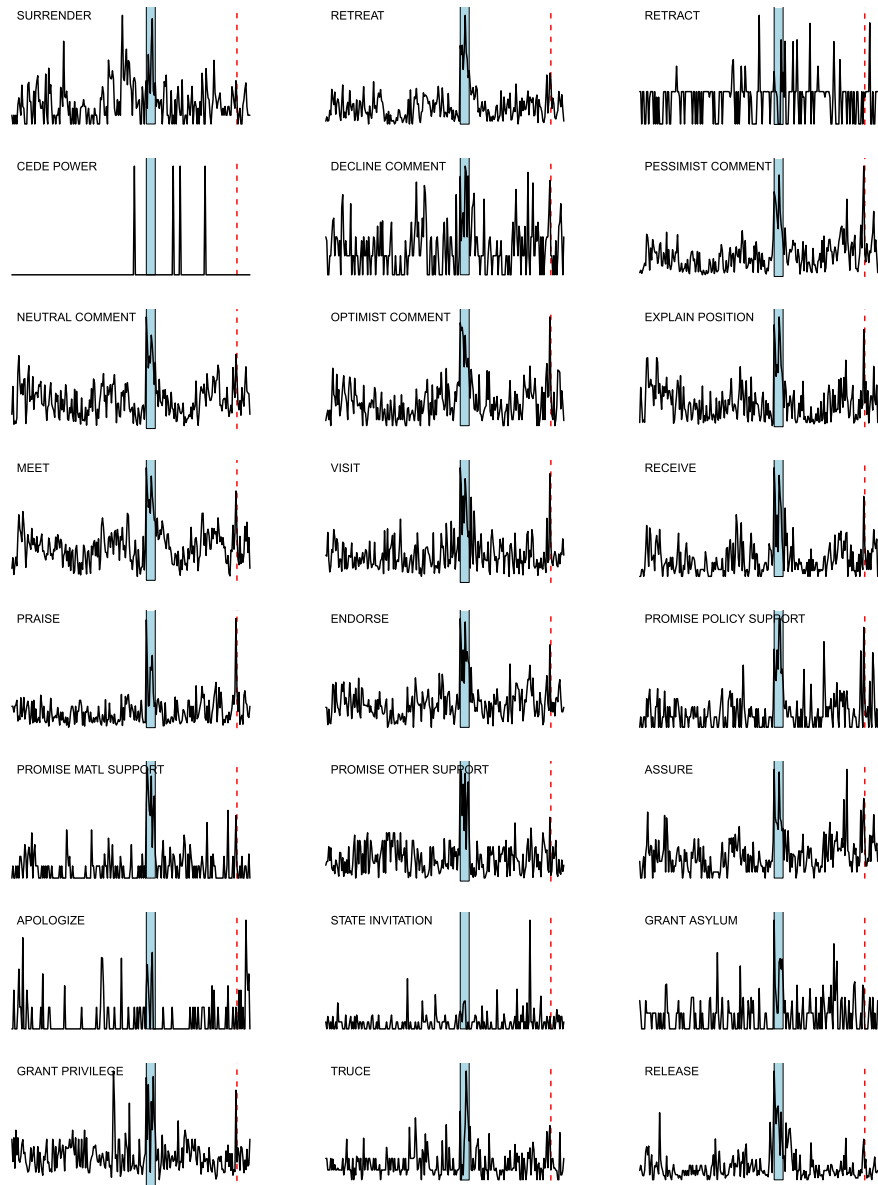 SURRENDER
RETREAT
RETRACT
CEDE POWER
DECLINE COMMENT
PESSIMIST COMMENT
NEUTRAL COMMENT
OPTIMIST COMMENT
EXPLAIN POSITION
MEET
VISIT
RECEIVE
PRAISE
ENDORSE
PROMISE POLICY SUPPORT
PROMISE MATL SUPPORT
PROMISE OTHER SUPPORT
ASSURE
APOLOGIZE
STATE INVITATION
GRANT ASYLUM
GRANT PRIVILEGE
TRUCE
RELEASE